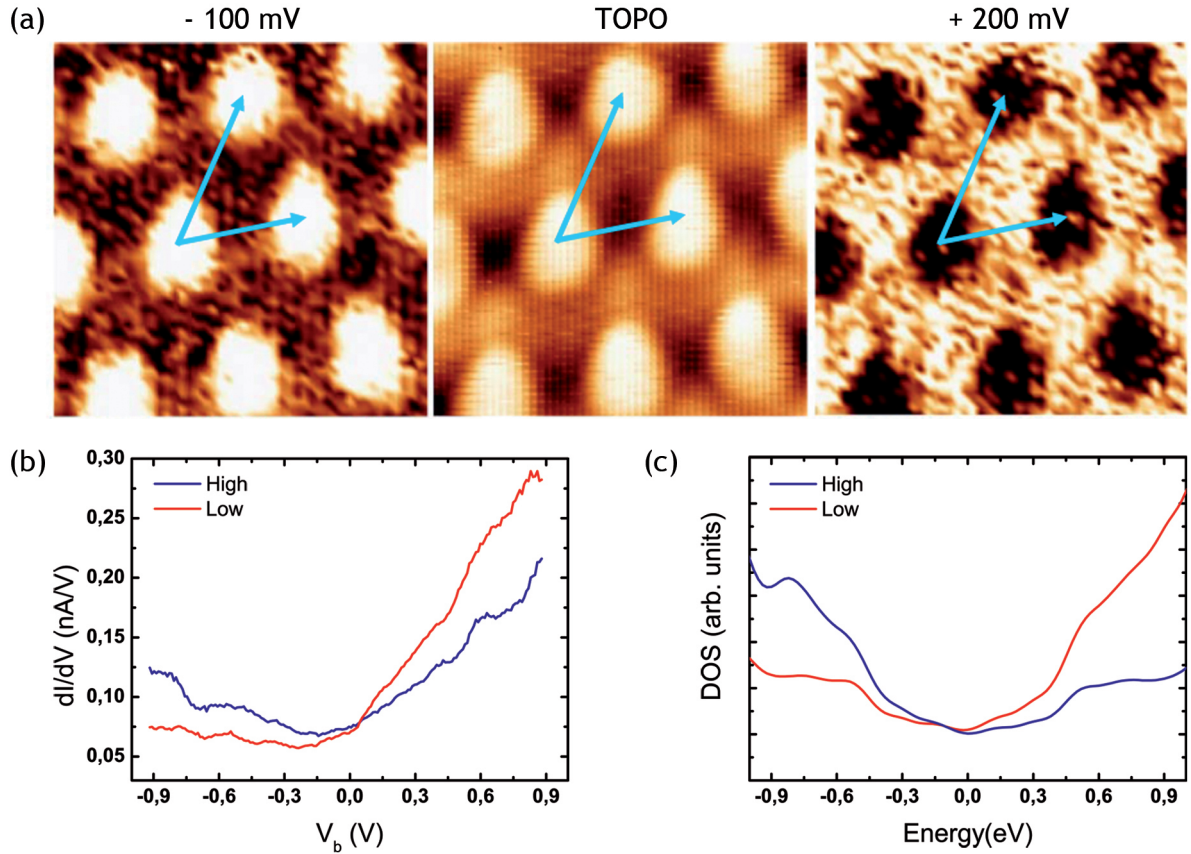 (a)
- 100 mV
TOPO
+ 200 mV
(b)
0,30
0,25
0,20
0,15
0,10
0,05
dI/dV (nA/V)
High
Low
-0,9
-0,6
-0,3
0,0
0,3
0,6
0,9
Vb (V)
(c)
DOS (arb. units)
High
Low
-0,9
-0,6
-0,3
0,0
0,3
0,6
0,9
Energy(eV)